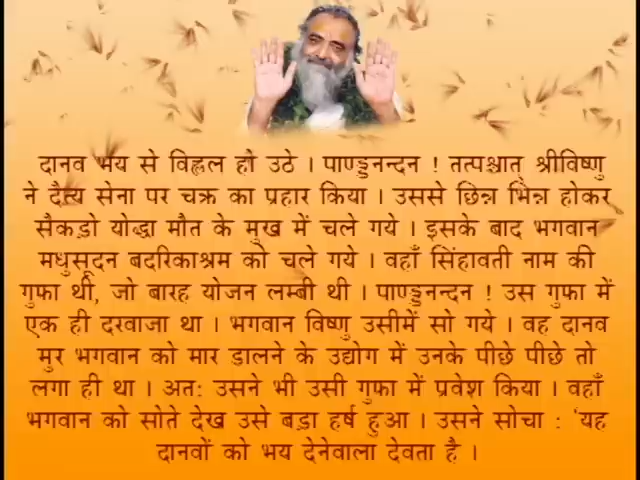 दानव भय से विह्वल हो उठे । पाण्डुनन्दन ! तत्पश्चात् श्रीविष्णु
ने दैत्य सेना पर चक्र का प्रहार किया । उससे छिन्न भिन्न होकर
सैकड़ो योद्धा मौत के मुख में चले गये । इसके बाद भगवान
मधुसूदन बदरिकाश्रम को चले गये । वहाँ सिंहावती नाम की
गुफा थी, जो बारह योजन लम्बी थी । पाण्डुनन्दन ! उस गुफा में
एक ही दरवाजा था । भगवान विष्णु उसीमें सो गये । वह दानव
मुर भगवान को मार डालने के उद्योग में उनके पीछे पीछे तो
लगा ही था । अत: उसने भी उसी गुफा में प्रवेश किया । वहाँ
भगवान को सोते देख उसे बड़ा हर्ष हुआ । उसने सोचा : ‘यह
दानवों को भय देनेवाला देवता है ।